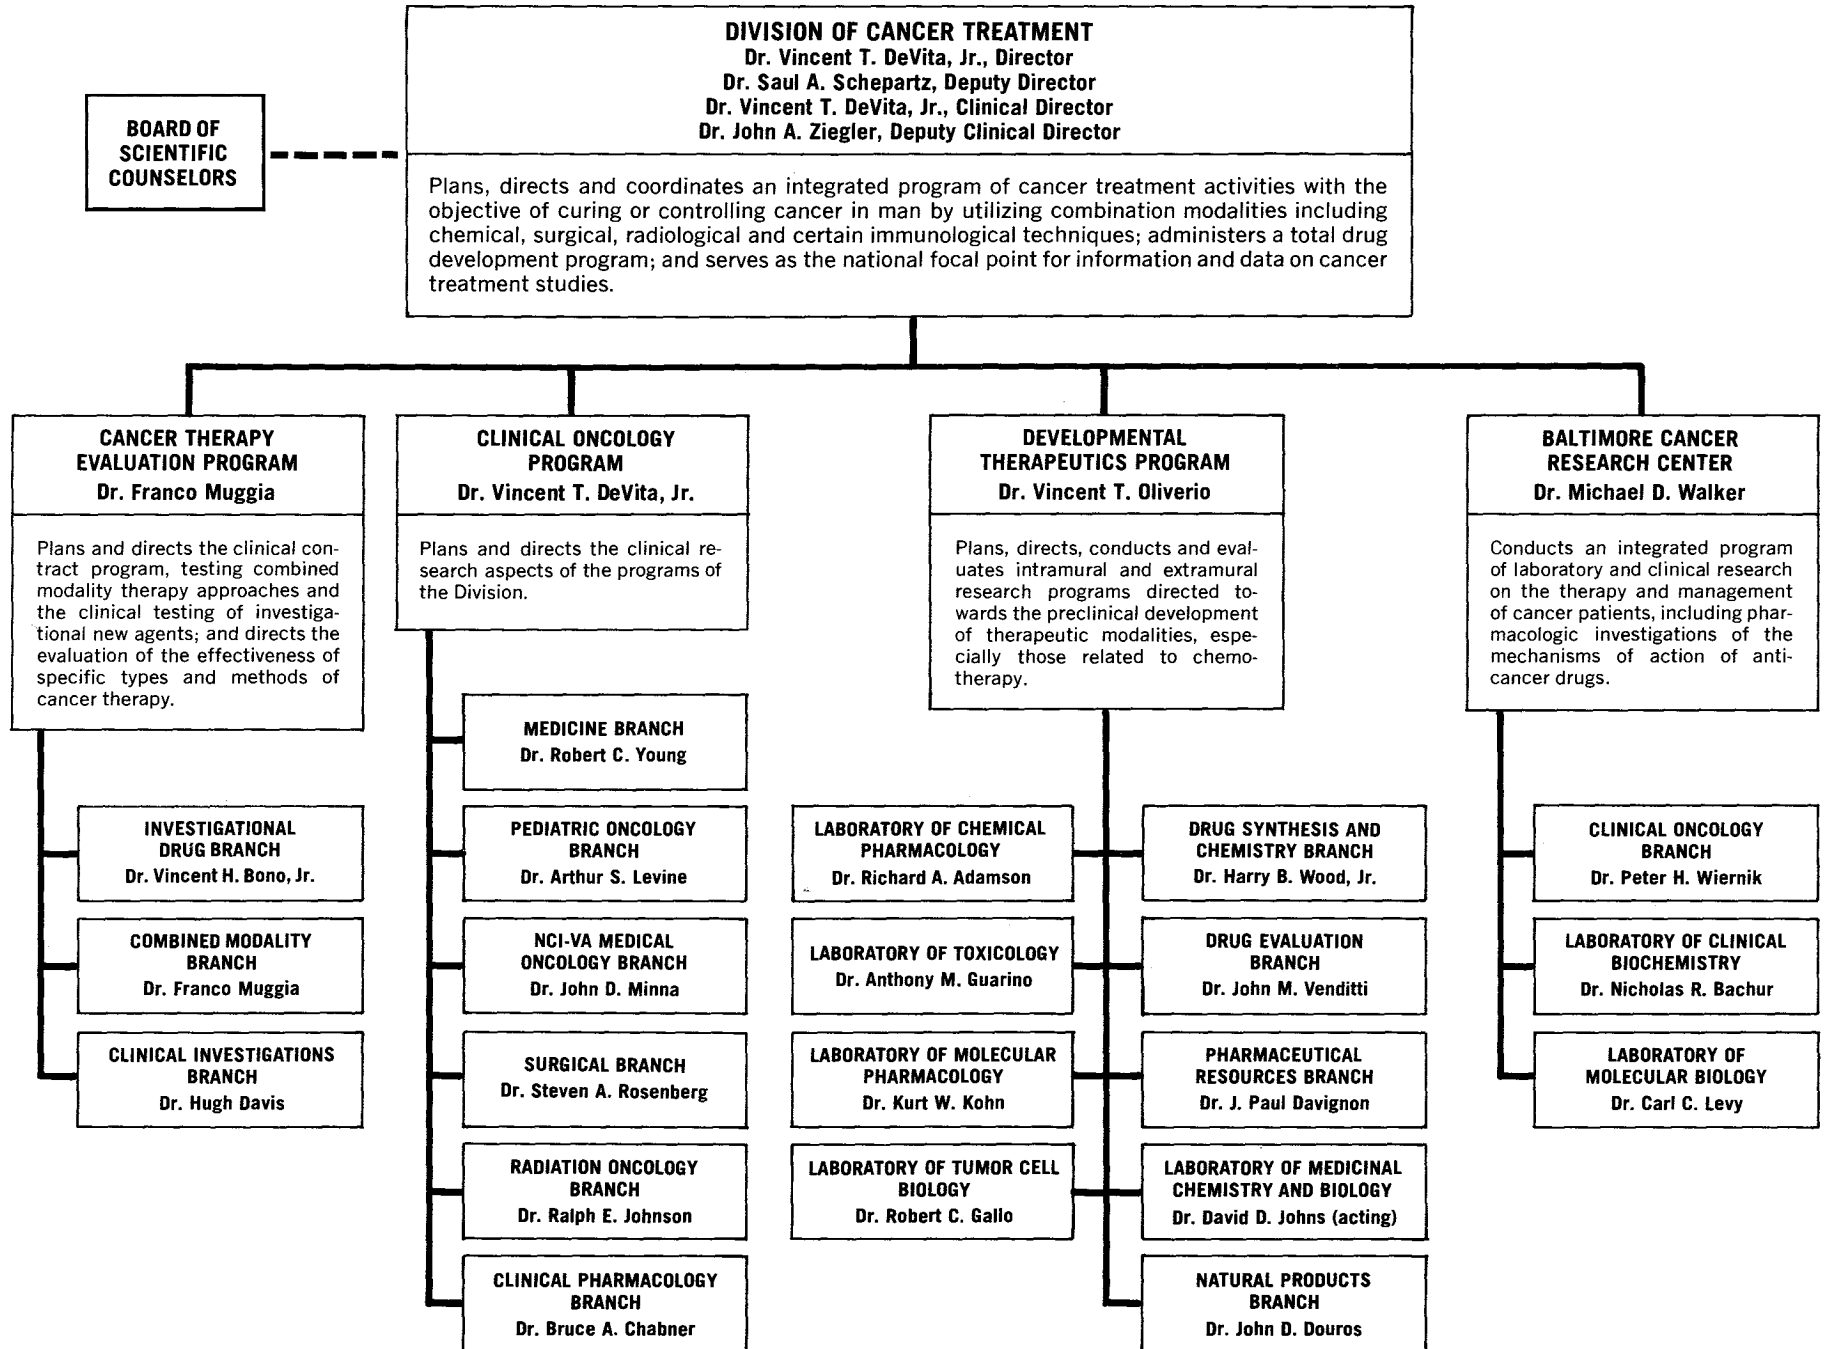 DIVISION OF CANCER TREATMENT
Dr. Vincent T. DeVita, Jr., Director
Dr. Saul A. Schepartz, Deputy Director
Dr. Vincent T. DeVita, Jr., Clinical Director
Dr. John A. Ziegler, Deputy Clinical Director
BOARD OF
SCIENTIFIC
COUNSELORS
Plans, directs and coordinates an integrated program of cancer treatment activities with the
objective of curing or controlling cancer in man by utilizing combination modalities including
chemical, surgical, radiological and certain immunological techniques; administers a total drug
development program; and serves as the national focal point for information and data on cancer
treatment studies.
CANCER THERAPY
EVALUATION PROGRAM
Dr. Franco Muggia
Plans and directs the clinical con-
tract program, testing combined
modality therapy approaches and
the clinical testing of investiga-
tional new agents; and directs the
evaluation of the effectiveness of
specific types and methods of
cancer therapy.
INVESTIGATIONAL
DRUG BRANCH
Dr. Vincent H. Bono, Jr.
COMBINED MODALITY
BRANCH
Dr. Franco Muggia
CLINICAL INVESTIGATIONS
BRANCH
Dr. Hugh Davis
CLINICAL ONCOLOGY
PROGRAM
Dr. Vincent T. DeVita, Jr.
Plans and directs the clinical re-
search aspects of the programs of
the Division.
MEDICINE BRANCH
Dr. Robert C. Young
PEDIATRIC ONCOLOGY
BRANCH
Dr. Arthur S. Levine
NCI-VA MEDICAL
ONCOLOGY BRANCH
Dr. John D. Minna
SURGICAL BRANCH
Dr. Steven A. Rosenberg
RADIATION ONCOLOGY
BRANCH
Dr. Ralph E. Johnson
CLINICAL PHARMACOLOGY
BRANCH
Dr. Bruce A. Chabner
DEVELOPMENTAL
THERAPEUTICS PROGRAM
Dr. Vincent T. Oliverio
Plans, directs, conducts and eval-
uates intramural and extramural
research programs directed to-
wards the preclinical development
of therapeutic modalities, espe-
cially those related to chemo-
therapy.
LABORATORY OF CHEMICAL
PHARMACOLOGY
Dr. Richard A. Adamson
LABORATORY OF TOXICOLOGY
Dr. Anthony M. Guarino
LABORATORY OF MOLECULAR
PHARMACOLOGY
Dr. Kurt W. Kohn
LABORATORY OF TUMOR CELL
BIOLOGY
Dr. Robert C. Gallo
DRUG SYNTHESIS AND
CHEMISTRY BRANCH
Dr. Harry B. Wood, Jr.
DRUG EVALUATION
BRANCH
Dr. John M. Venditti
PHARMACEUTICAL
RESOURCES BRANCH
Dr. J. Paul Davignon
LABORATORY OF MEDICINAL
CHEMISTRY AND BIOLOGY
Dr. David D. Johns (acting)
NATURAL PRODUCTS
BRANCH
Dr. John D. Douros
BALTIMORE CANCER
RESEARCH CENTER
Dr. Michael D. Walker
Conducts an integrated program
of laboratory and clinical research
on the therapy and management
of cancer patients, including phar-
macologic investigations of the
mechanisms of action of anti-
cancer drugs.
CLINICAL ONCOLOGY
BRANCH
Dr. Peter H. Wiernik
LABORATORY OF CLINICAL
BIOCHEMISTRY
Dr. Nicholas R. Bachur
LABORATORY OF
MOLECULAR BIOLOGY
Dr. Carl C. Levy